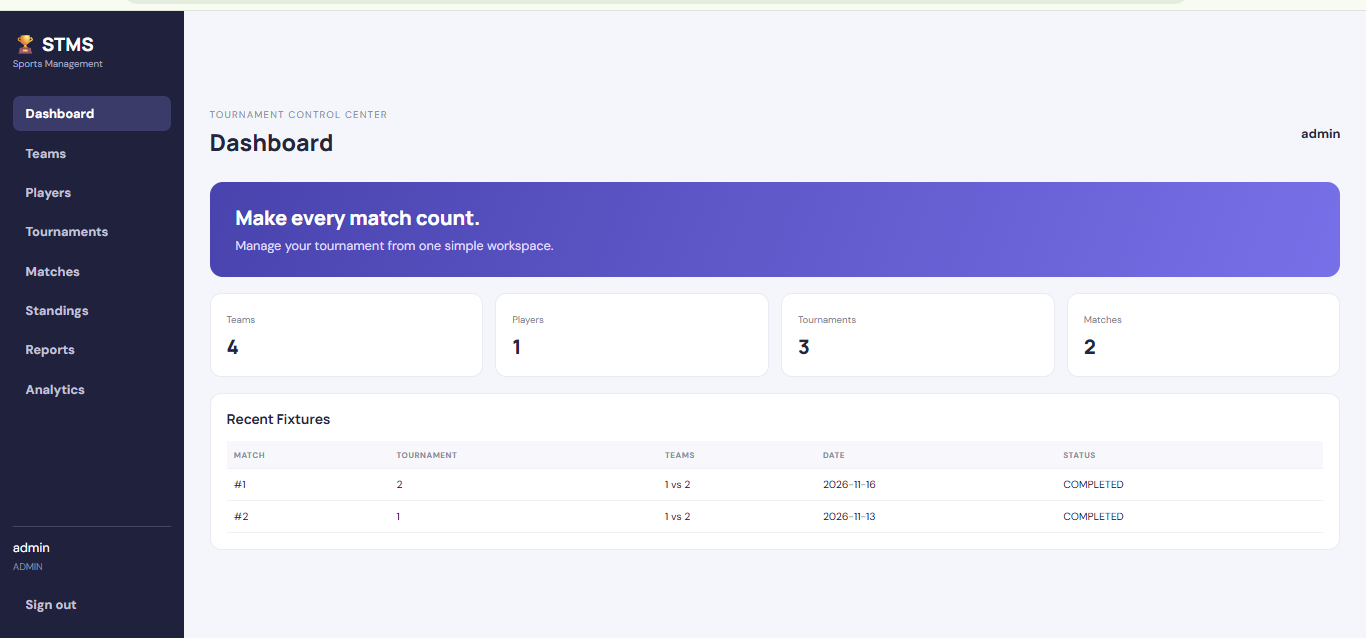 🏆 STMS
Sports Management
Dashboard
Teams
Players
Tournaments
Matches
Standings
Reports
Analytics
admin
ADMIN
Sign out
TOURNAMENT CONTROL CENTER
Dashboard
admin
Make every match count.
Manage your tournament from one simple workspace.
Teams Players Tournaments Matches
4 1 3 2
Recent Fixtures
MATCH TOURNAMENT TEAMS DATE STATUS
#1 2 1 vs 2 2026-11-16 COMPLETED
#2 1 1 vs 2 2026-11-13 COMPLETED